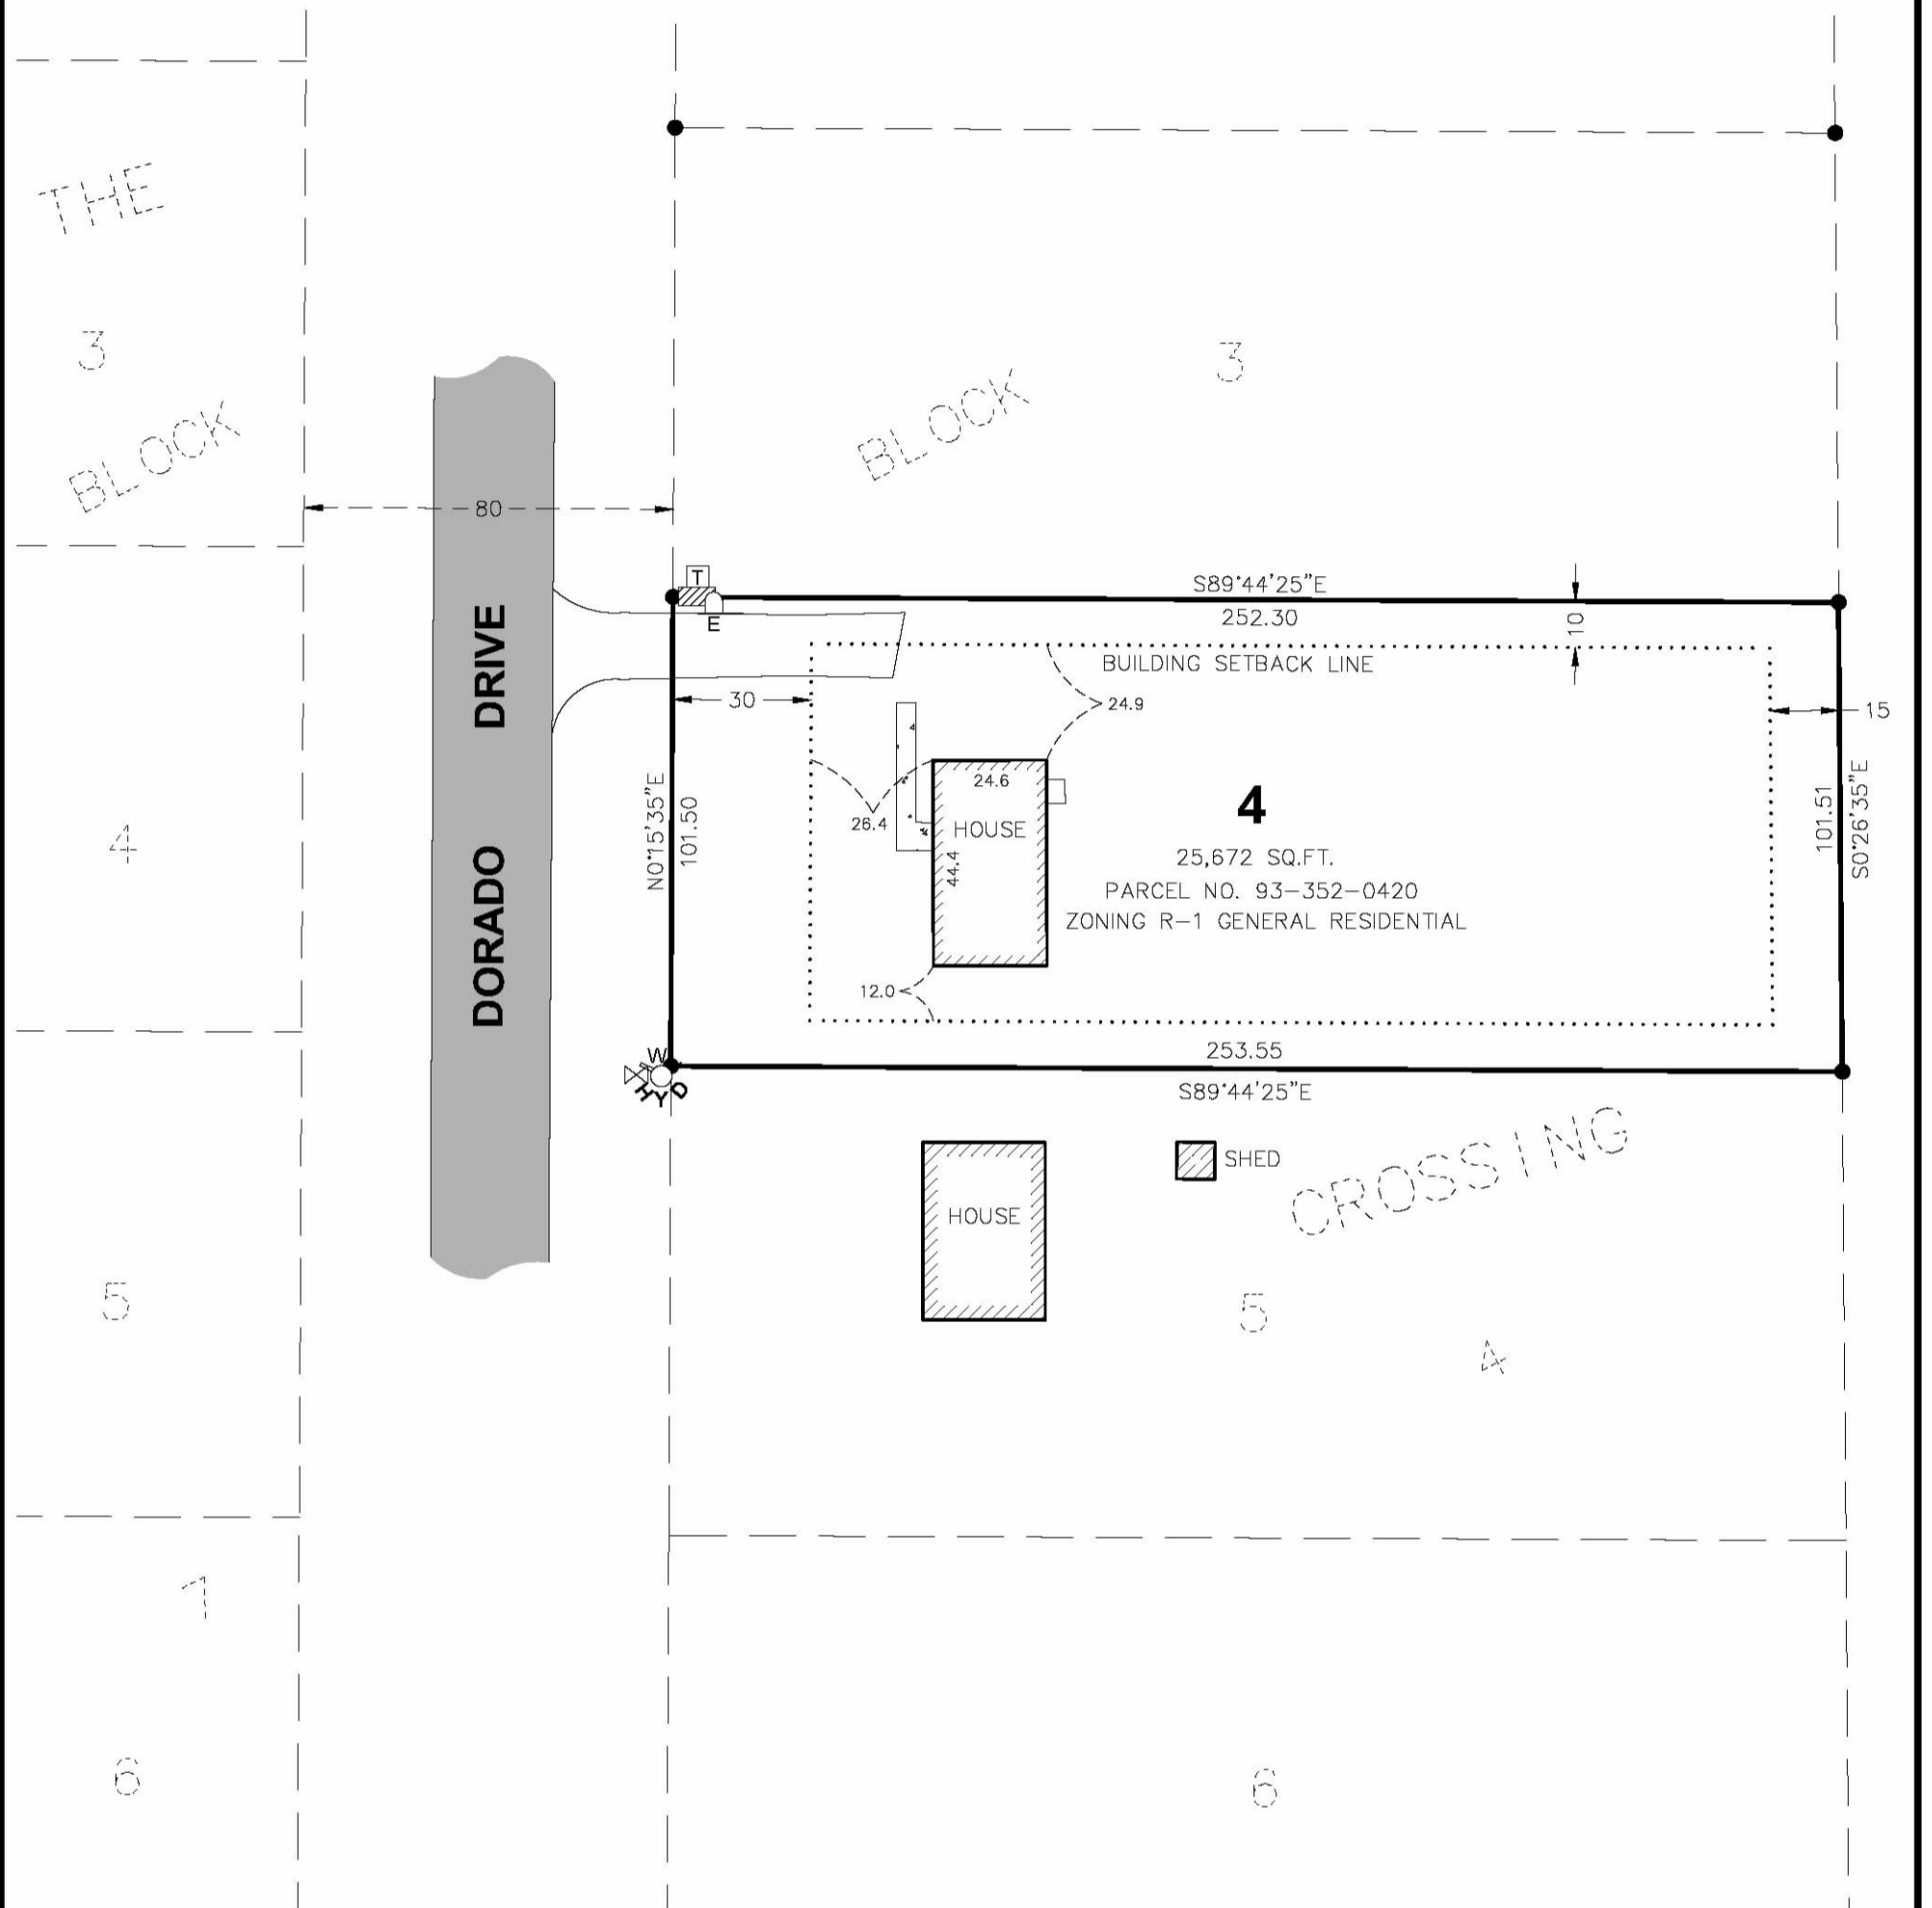 THE
3
BLOCK
3
BLOCK
80
T
E
S89°44'25"E
252.30
10
BUILDING SETBACK LINE
30
24.9
15
DORADO DRIVE
N0°15'35"E
101.50
26.4
24.6
HOUSE
44.4
12.0
4
25,672 SQ.FT.
PARCEL NO. 93-352-0420
ZONING R-1 GENERAL RESIDENTIAL
101.51
S0°26'35"E
4
253.55
S89°44'25"E
W
HYD
HOUSE
SHED
CROSSING
5
5
4
1
6
6